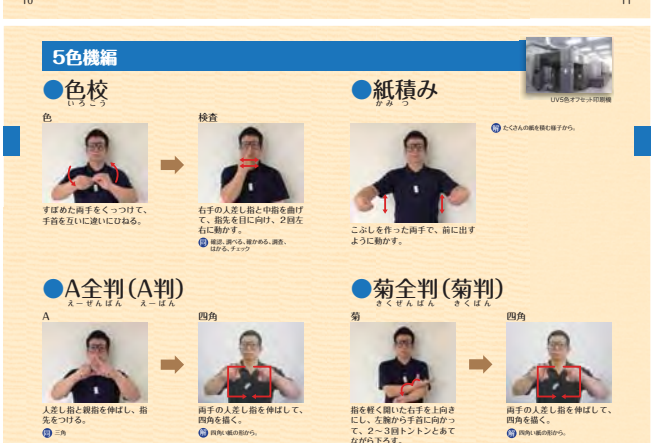 10
11
5色機編
UV5色オフセット印刷機
●色校
いろこう
色
すぼめた両手をくっつけて、
手首を互いに違いにひねる。
検査
右手の人差し指と中指を曲げ
て、指先を目に向け、2回左
右に動かす。
同 確認、調べる、確かめる、調査、
はかる、チェック
●紙積み
かみつ
こぶしを作った両手で、前に出す
ように動かす。
解 たくさんの紙を積む様子から。
●A全判(A判)
えーぜんばん えーばん
A
人差し指と親指を伸ばし、指
先をつける。
同 三角
四角
両手の人差し指を伸ばして、
四角を描く。
解 四角い紙の形から。
●菊全判(菊判)
きくぜんばん きくばん
菊
指を軽く開いた右手を上向き
にし、左腕から手首に向かっ
て、2〜3回トントンとあて
ながら下ろす。
四角
両手の人差し指を伸ばして、
四角を描く。
解 四角い紙の形から。